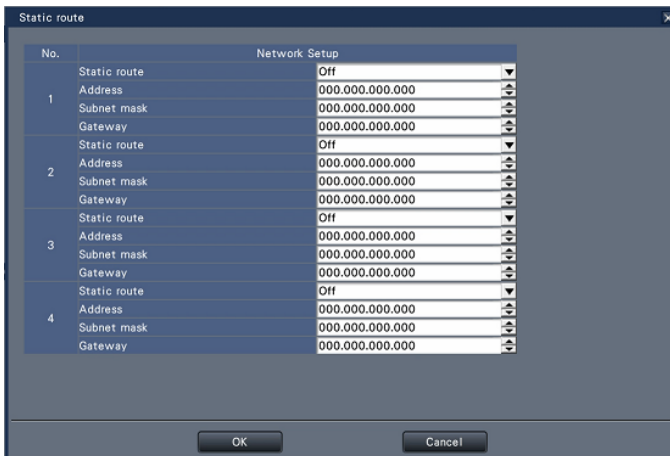 Static route
No. Network Setup
Static route Off
1 Address 000.000.000.000
Subnet mask 000.000.000.000
Gateway 000.000.000.000
Static route Off
2 Address 000.000.000.000
Subnet mask 000.000.000.000
Gateway 000.000.000.000
Static route Off
3 Address 000.000.000.000
Subnet mask 000.000.000.000
Gateway 000.000.000.000
Static route Off
4 Address 000.000.000.000
Subnet mask 000.000.000.000
Gateway 000.000.000.000
OK Cancel